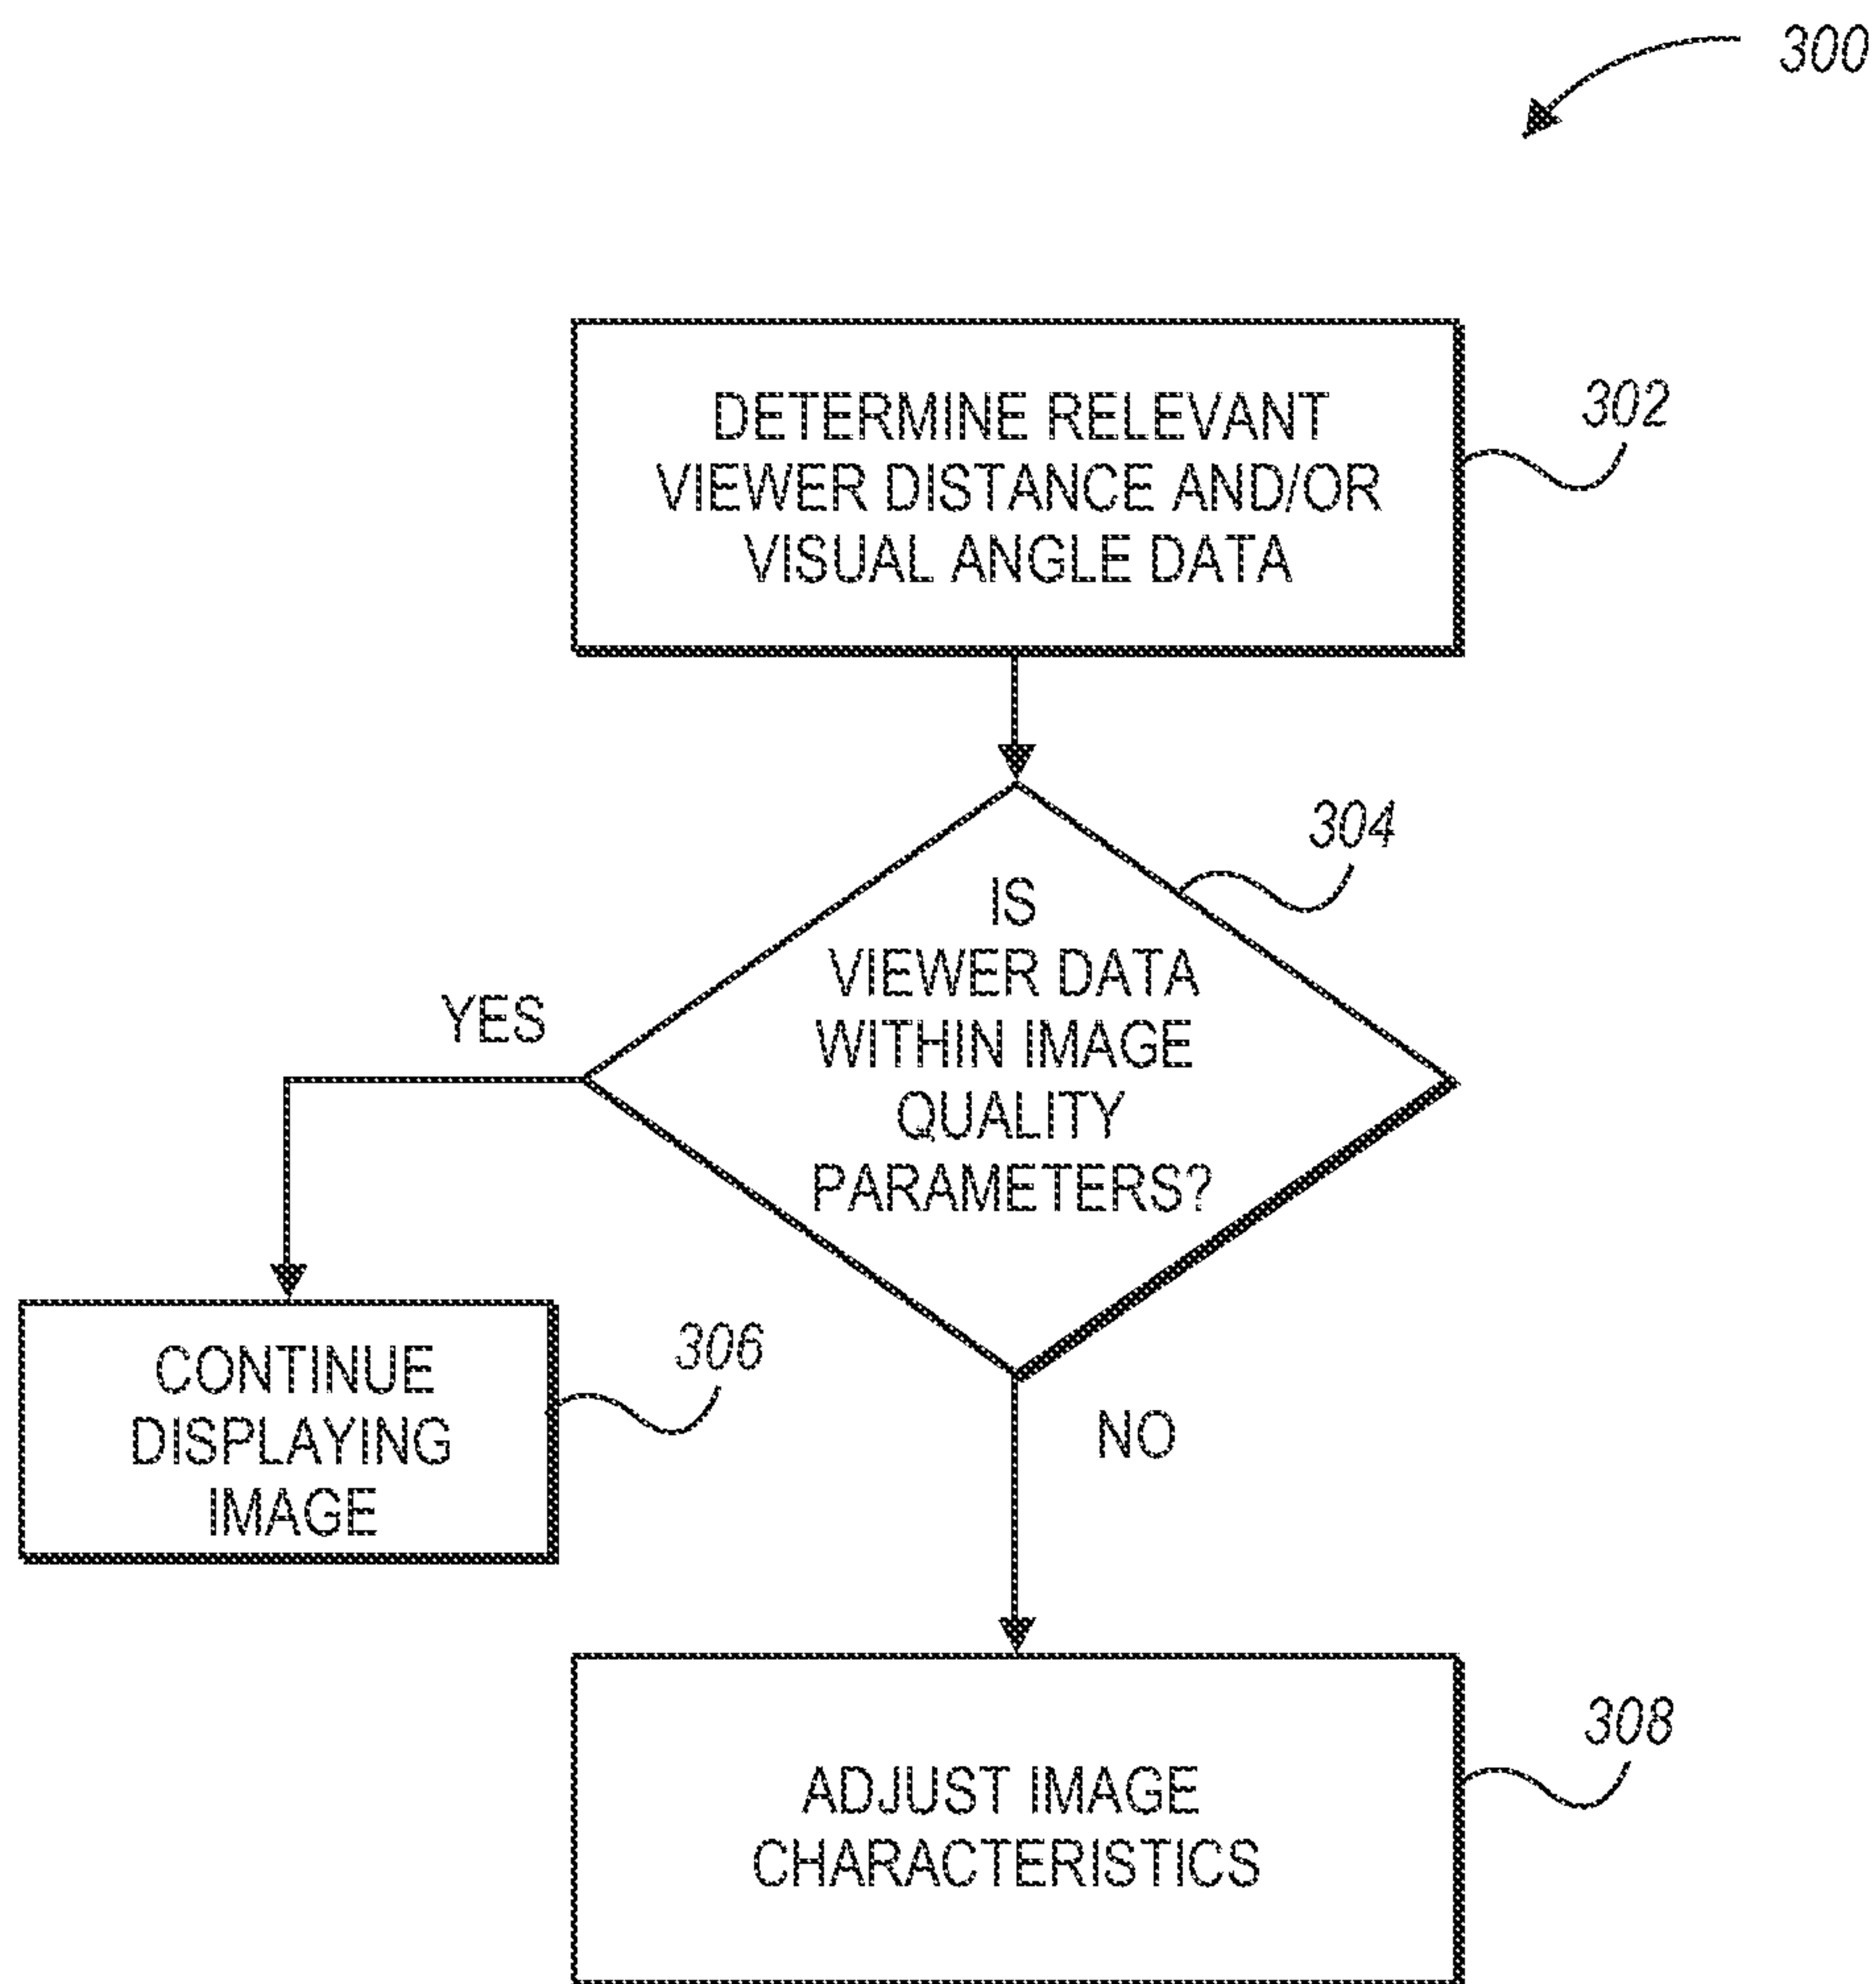 300
DETERMINE RELEVANT
VIEWER DISTANCE AND/OR
VISUAL ANGLE DATA
302
304
IS
VIEWER DATA
WITHIN IMAGE
QUALITY
PARAMETERS?
YES
CONTINUE
DISPLAYING
IMAGE
306
NO
ADJUST IMAGE
CHARACTERISTICS
308